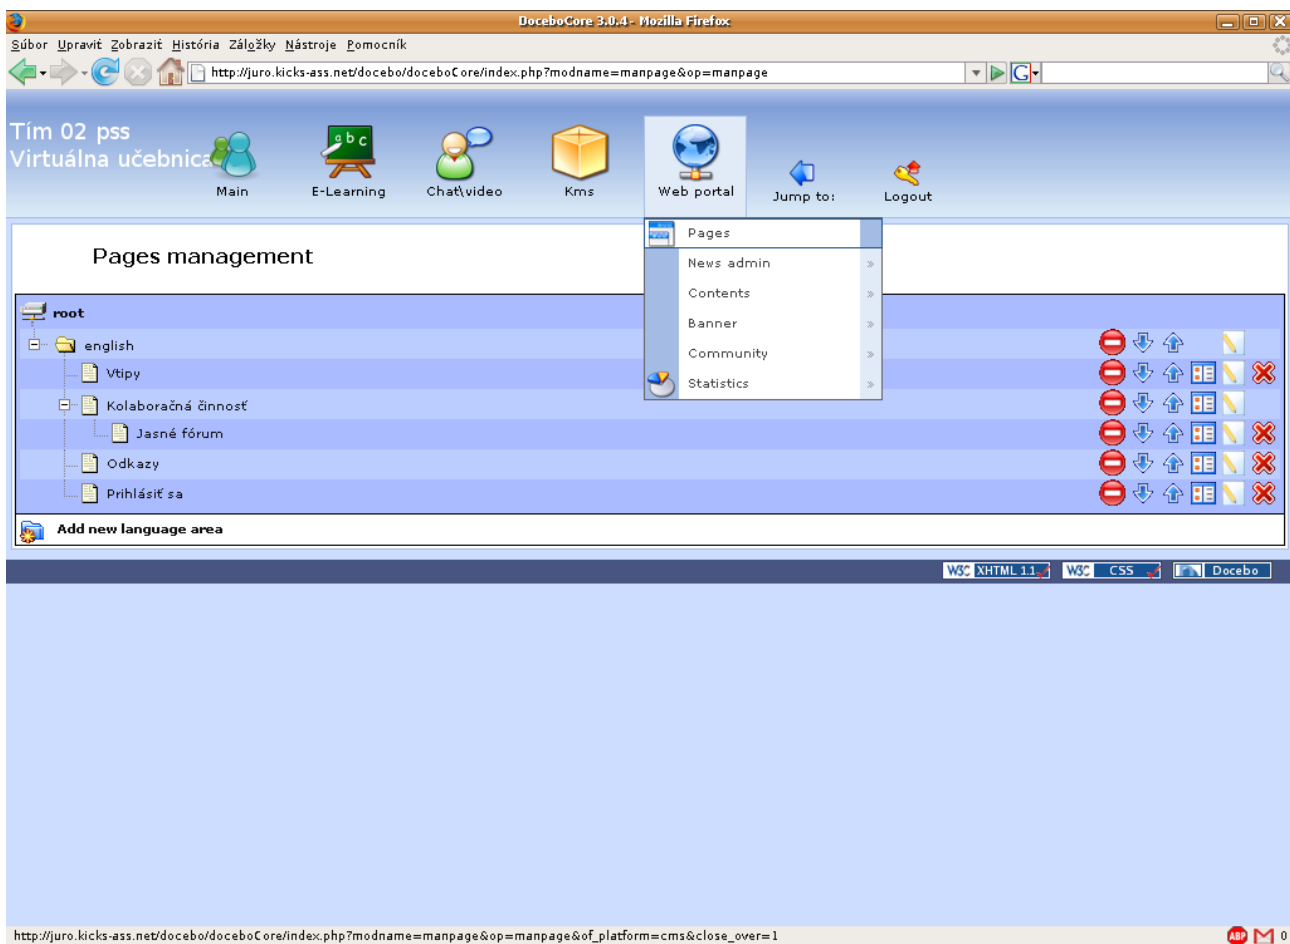 DoceboCore 3.0.4 - Mozilla Firefox
Súbor Upraviť Zobraziť História Záložky Nástroje Pomocník
http://juro.kicks-ass.net/docebo/doceboCore/index.php?modname=manpage&op=manpage
G
Tím 02 pss
Virtuálna učebnica
abc
Main E-Learning Chat\video Kms Web portal Jump to: Logout
Pages management
Pages
News admin »
Contents »
Banner »
Community »
Statistics »
root
english
Vtipy
Kolaboračná činnosť
Jasné fórum
Odkazy
Prihlásiť sa
Add new language area
W3C XHTML 1.1 W3C CSS Docebo
http://juro.kicks-ass.net/docebo/doceboCore/index.php?modname=manpage&op=manpage&of_platform=cms&close_over=1
ABP 0